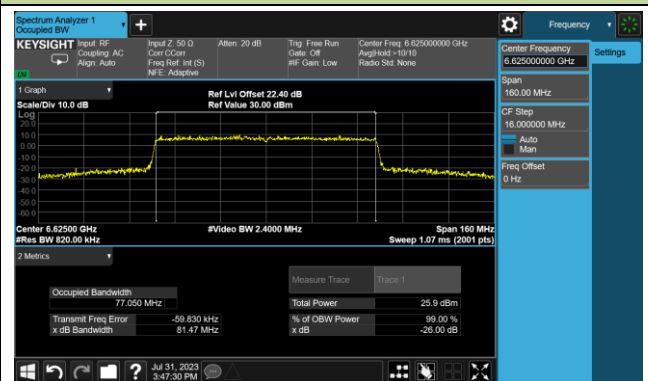 Spectrum Analyzer 1
Occupied BW
Frequency
KEYSIGHT
Input: RF
Coupling: AC
Align: Auto
Input Z: 50 Ω
Corr CCorr
Freq Ref: Int (S)
NFE: Adaptive
Atten: 20 dB
Trig: Free Run
Gate: Off
#IF Gain: Low
Center Freq: 6.625000000 GHz
Avg|Hold:>10/10
Radio Std: None
Center Frequency
6.625000000 GHz
Settings
Span
160.00 MHz
CF Step
16.000000 MHz
Auto
Man
Freq Offset
0 Hz
1 Graph
Scale/Div 10.0 dB
Ref Lvl Offset 22.40 dB
Ref Value 30.00 dBm
Log
20.0
10.0
0.00
-10.0
-20.0
-30.0
-40.0
-50.0
-60.0
Center 6.62500 GHz
#Res BW 820.00 kHz
#Video BW 2.4000 MHz
Span 160 MHz
Sweep 1.07 ms (2001 pts)
2 Metrics
Measure Trace
Trace 1
Occupied Bandwidth
77.050 MHz
Total Power
25.9 dBm
Transmit Freq Error
-59.830 kHz
% of OBW Power
99.00 %
x dB Bandwidth
81.47 MHz
x dB
-26.00 dB
Jul 31, 2023
3:47:30 PM